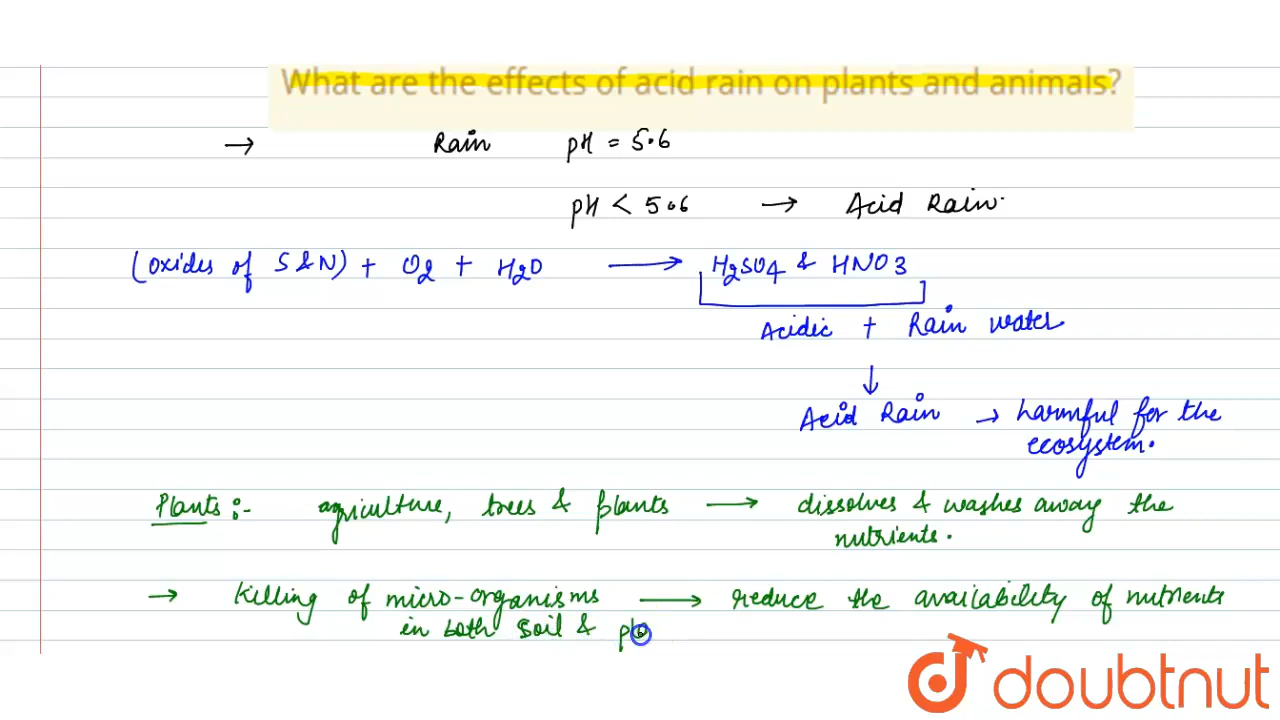 What are the effects of acid rain on plants and animals?
→ Rain pH = 5.6
pH < 5.6 → Acid Rain.
(oxides of S & N) + O2 + H2O ⟶ H2SO4 & HNO3
Acidic + Rain water
↓
Acid Rain → harmful for the
ecosystem.
Plants :- agriculture, trees & plants ⟶ dissolves & washes away the
nutrients.
→ Killing of micro-organisms ⟶ reduce the availability of nutrients
in both soil &
doubtnut